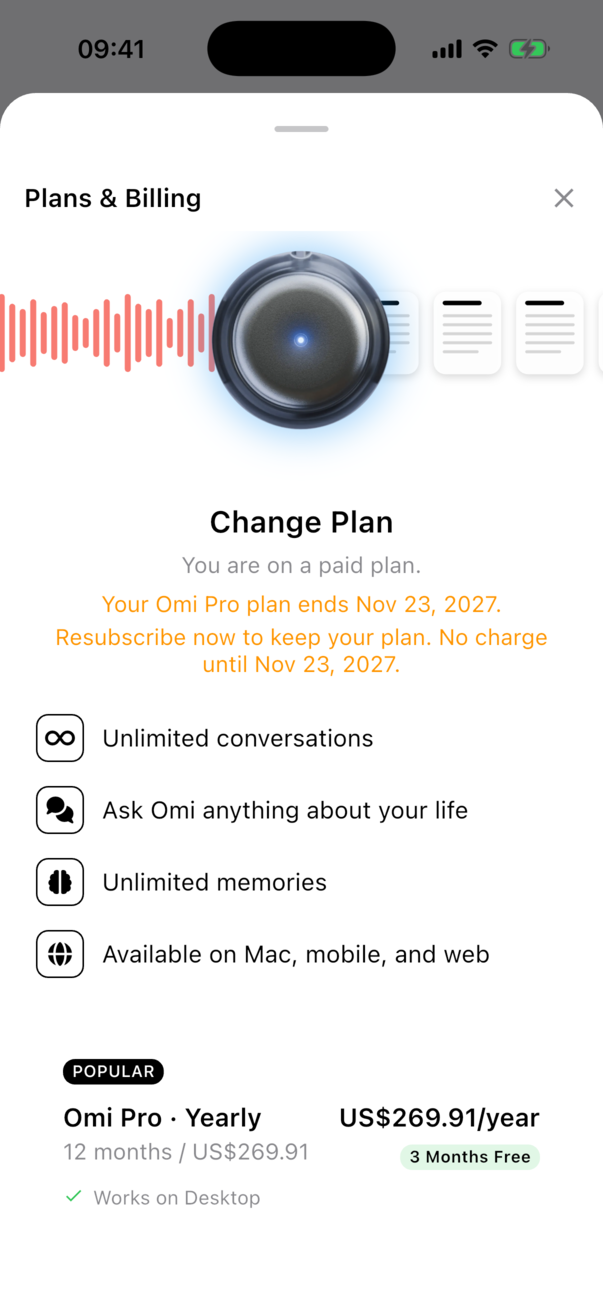 09:41
Plans & Billing
Change Plan
You are on a paid plan.
Your Omi Pro plan ends Nov 23, 2027.
Resubscribe now to keep your plan. No charge
until Nov 23, 2027.
Unlimited conversations
Ask Omi anything about your life
Unlimited memories
Available on Mac, mobile, and web
POPULAR
Omi Pro · Yearly
US$269.91/year
12 months / US$269.91
3 Months Free
Works on Desktop